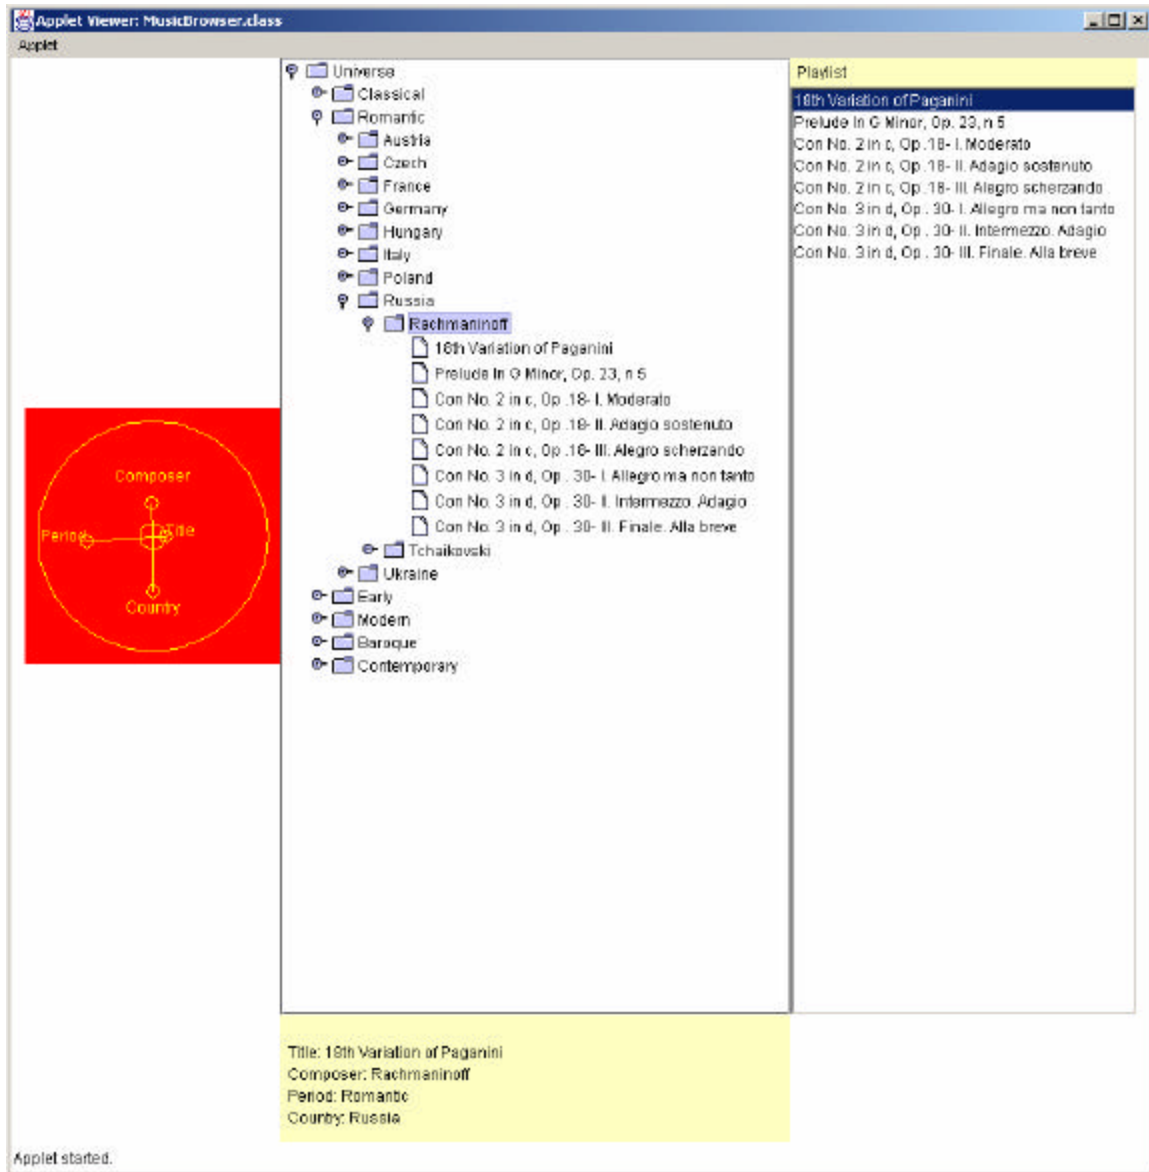 Applet Viewer: MusicBrowser.class
Applet
Universe
Classical
Romantic
Austria
Czech
France
Germany
Hungary
Italy
Poland
Russia
Rachmaninoff
18th Variation of Paganini
Prelude In G Minor, Op. 23, n 5
Con No. 2 in c, Op .18- I. Moderato
Con No. 2 in c, Op .18- II. Adagio sostenuto
Con No. 2 in c, Op .18- III. Alegro scherzando
Con No. 3 in d, Op . 30- I. Allegro ma non tanto
Con No. 3 in d, Op . 30- II. Intermezzo. Adagio
Con No. 3 in d, Op . 30- III. Finale. Alla breve
Tchaikovski
Ukraine
Early
Modern
Baroque
Contemporary
Playlist
18th Variation of Paganini
Prelude In G Minor, Op. 23, n 5
Con No. 2 in c, Op .18- I. Moderato
Con No. 2 in c, Op .18- II. Adagio sostenuto
Con No. 2 in c, Op .18- III. Alegro scherzando
Con No. 3 in d, Op . 30- I. Allegro ma non tanto
Con No. 3 in d, Op . 30- II. Intermezzo. Adagio
Con No. 3 in d, Op . 30- III. Finale. Alla breve
Composer
Period
Title
Country
Title: 18th Variation of Paganini
Composer: Rachmaninoff
Period: Romantic
Country: Russia
Applet started.